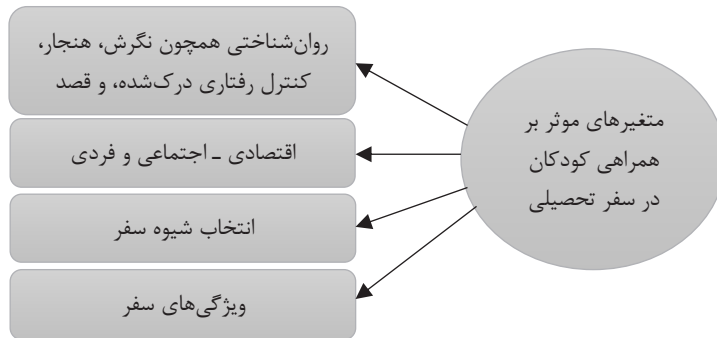 متغیرهای موثر بر
همراهی کودکان
در سفر تحصیلی
روان‌شناختی همچون نگرش، هنجار،
کنترل رفتاری درک‌شده، و قصد
اقتصادی ـ اجتماعی و فردی
انتخاب شیوه سفر
ویژگی‌های سفر